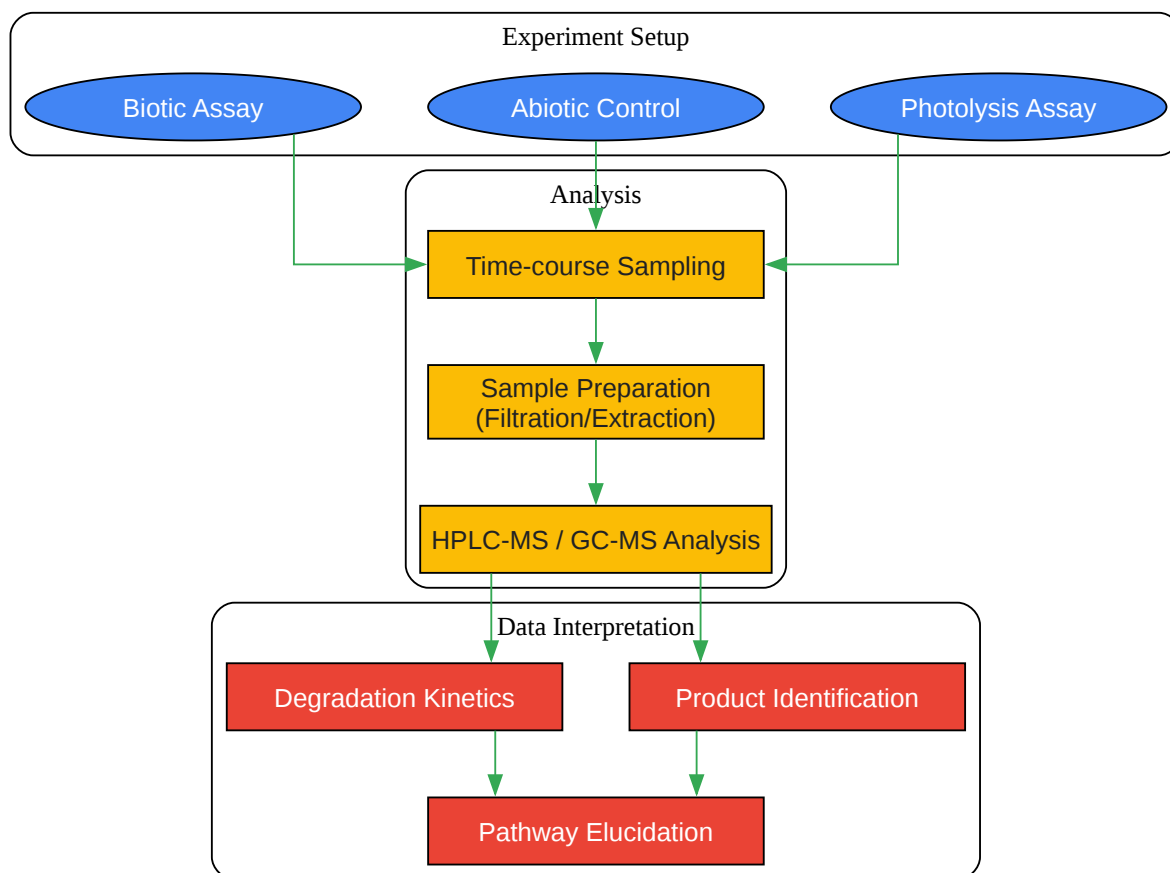 Experiment Setup
Biotic Assay
Abiotic Control
Photolysis Assay
Analysis
Time-course Sampling
Sample Preparation
(Filtration/Extraction)
HPLC-MS / GC-MS Analysis
Data Interpretation
Degradation Kinetics
Product Identification
Pathway Elucidation